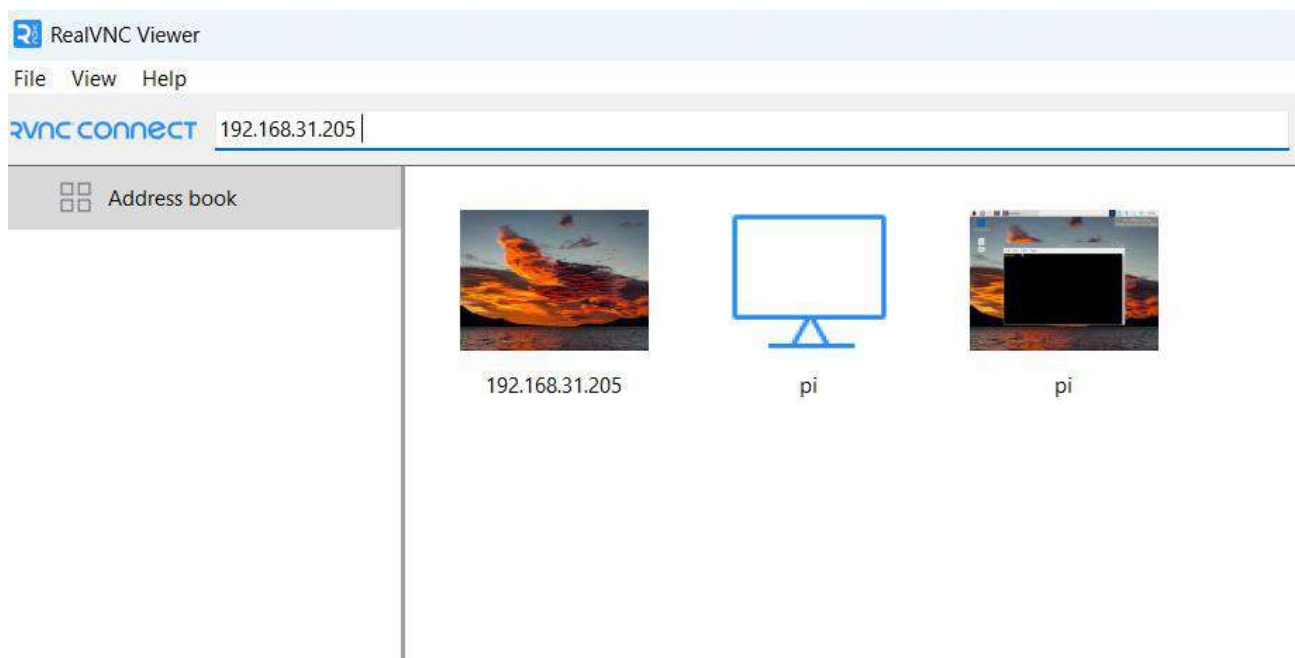 RealVNC Viewer
File View Help
RVNC CONNECT 192.168.31.205
Address book
192.168.31.205 pi pi